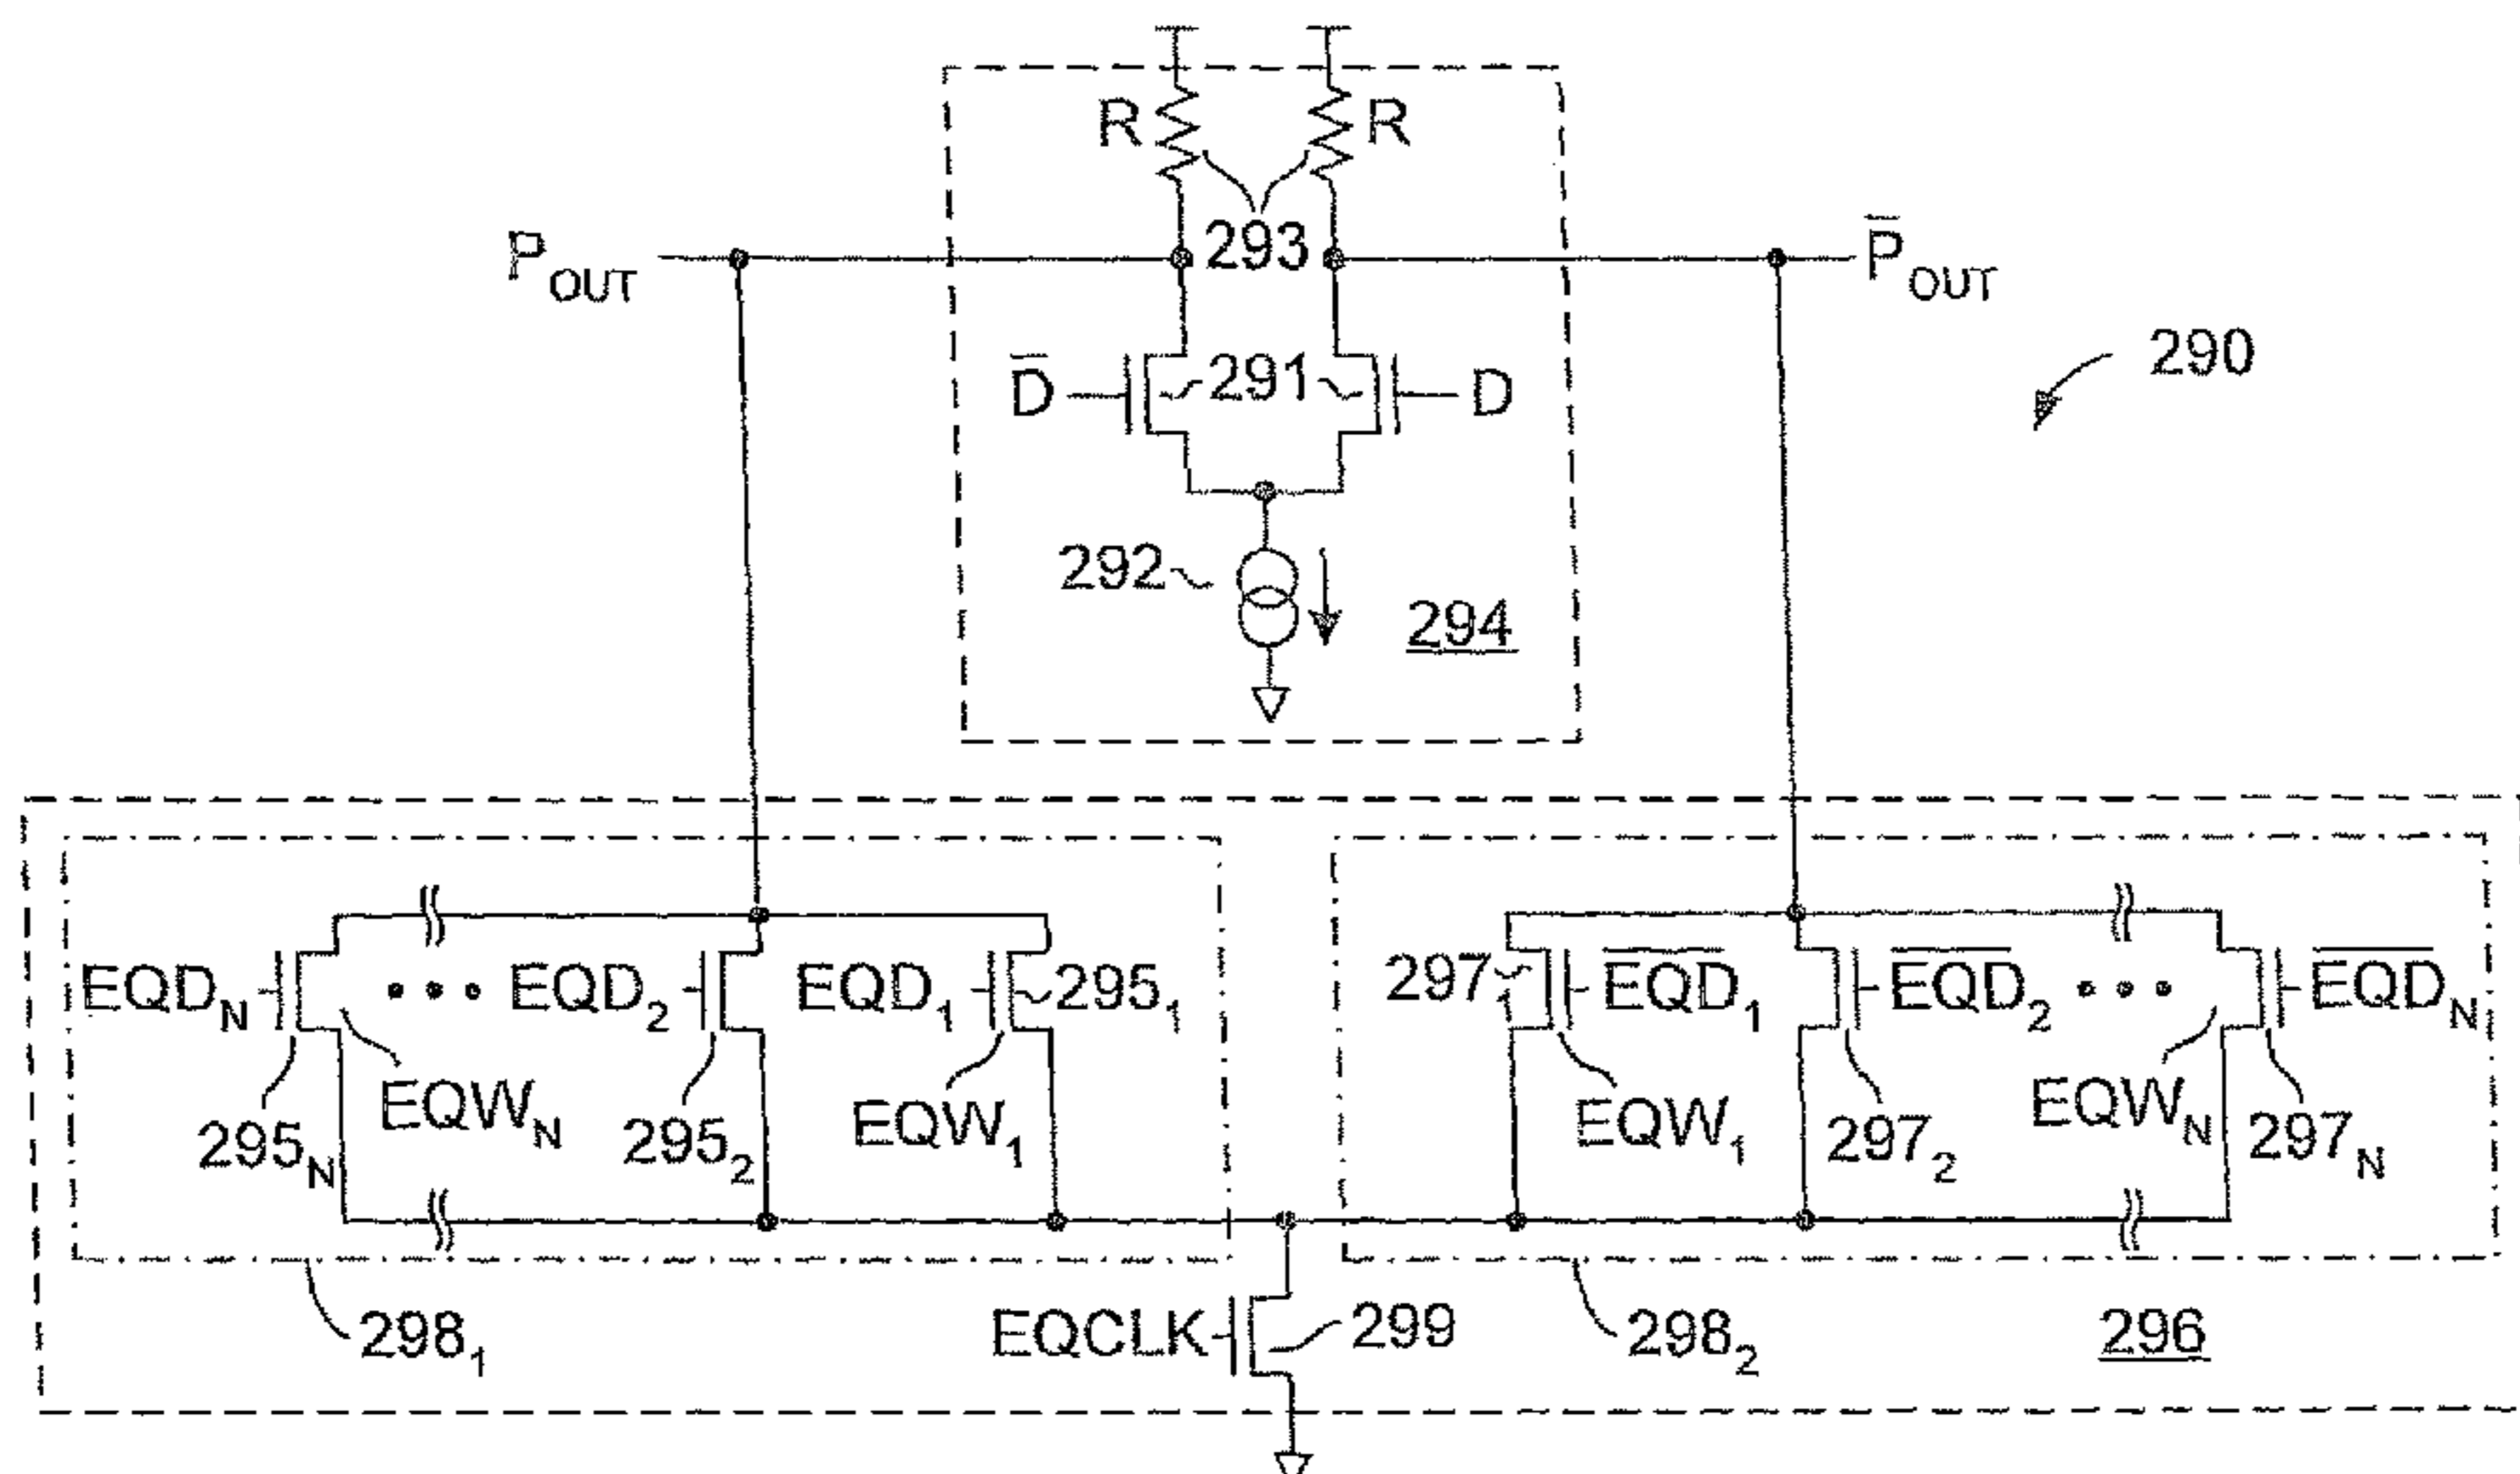 R R
293
P_OUT P̅_OUT
290
D̅ 291 D
292
294
EQD_N EQD_2 EQD_1 295_1 297_1 E̅Q̅D̅_1 E̅Q̅D̅_2 E̅Q̅D̅_N
EQW_N EQW_1 EQW_1 EQW_N
295_N 295_2 297_2 297_N
EQCLK 299
298_1 298_2 296